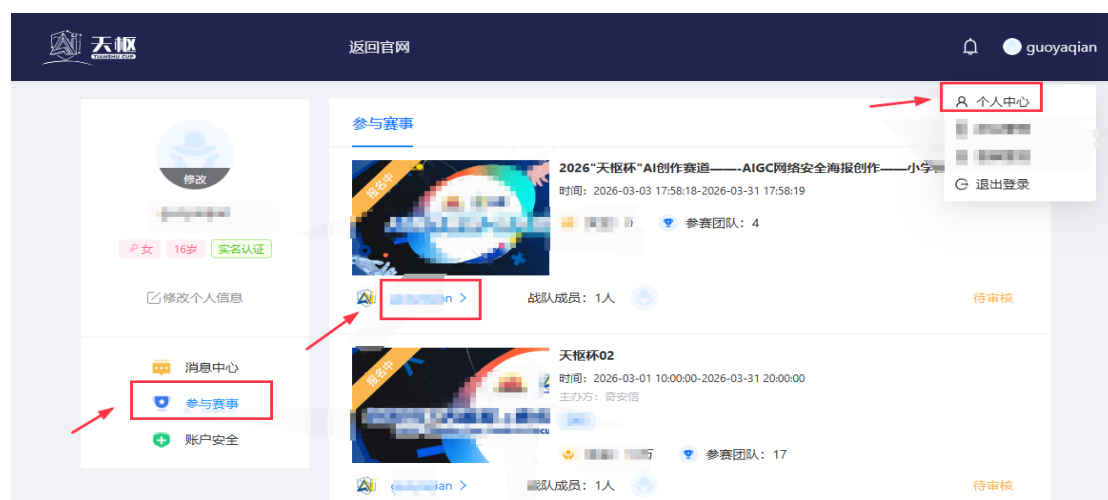 天枢
TIANSHU CUP
返回官网
guoyaqian
个人中心
退出登录
修改
女
16岁
实名认证
修改个人信息
消息中心
参与赛事
账户安全
参与赛事
报名中
2026"天枢杯"AI创作赛道——-AIGC网络安全海报创作——小学
时间：2026-03-03 17:58:18-2026-03-31 17:58:19
参赛团队：4
an >
战队成员：1人
待审核
报名中
天枢杯02
时间：2026-03-01 10:00:00-2026-03-31 20:00:00
主办方：奇安信
参赛团队：17
ian >
战队成员：1人
待审核